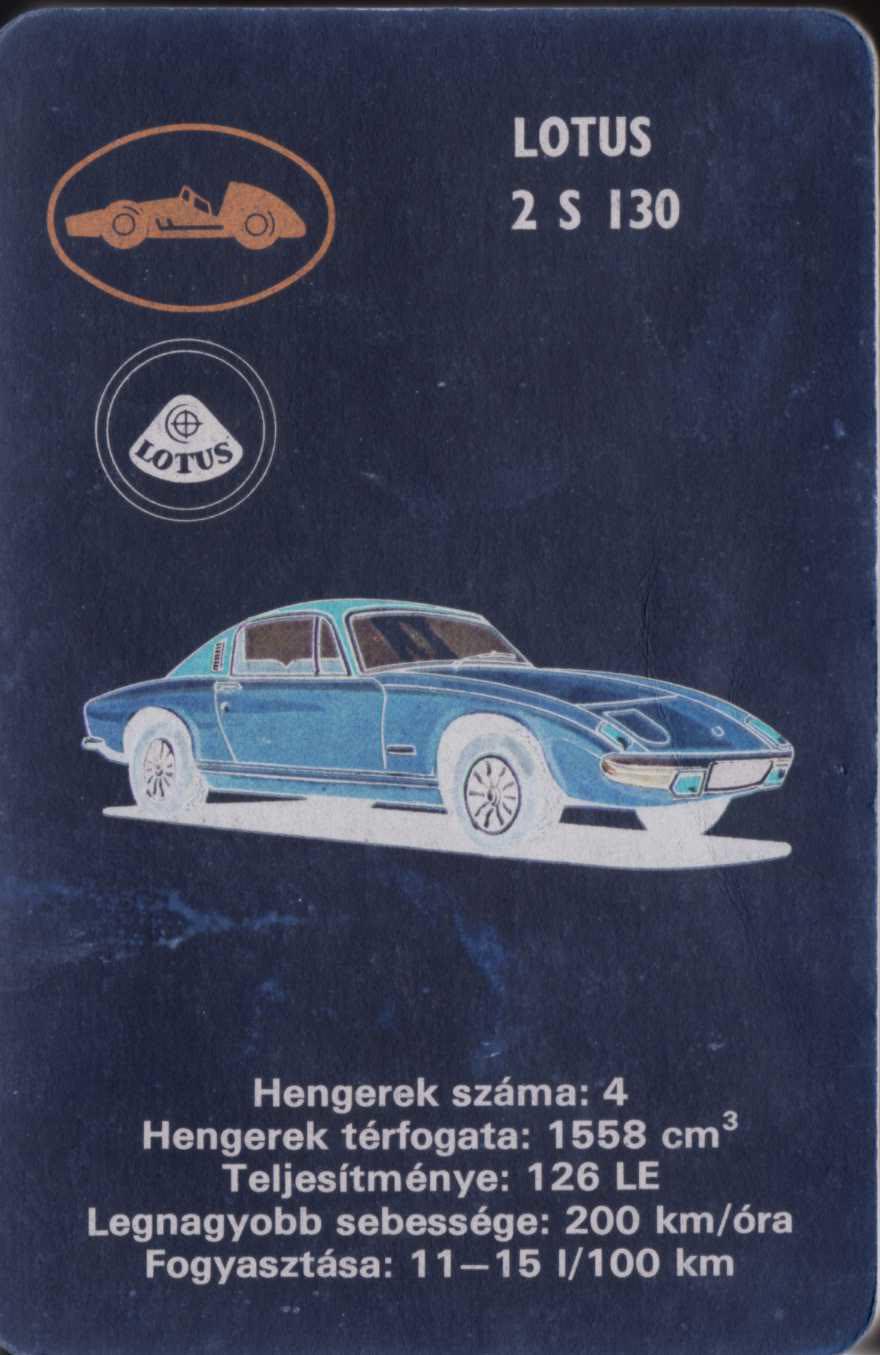 LOTUS
2 S 130
LOTUS
Hengerek száma: 4
Hengerek térfogata: 1558 cm³
Teljesítménye: 126 LE
Legnagyobb sebessége: 200 km/óra
Fogyasztása: 11—15 l/100 km